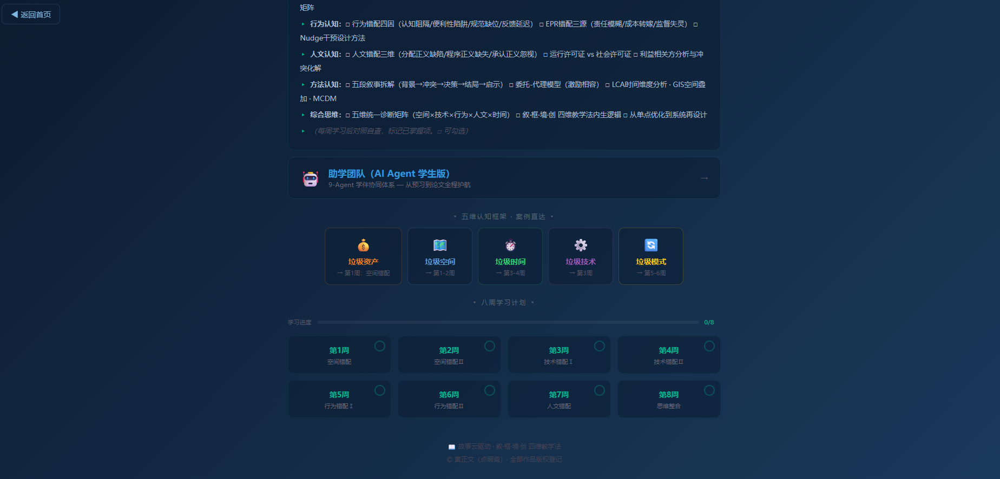 ◀ 返回首页
矩阵
▸ 行为认知：□ 行为错配四因（认知阻隔/便利性陷阱/规范缺位/反馈延迟） □ EPR错配三源（责任模糊/成本转嫁/监督失灵） □
Nudge干预设计方法
▸ 人文认知：□ 人文错配三维（分配正义缺陷/程序正义缺失/承认正义忽视） □ 运行许可证 vs 社会许可证 □ 利益相关方分析与冲
突化解
▸ 方法认知：□ 五段叙事拆解（背景→冲突→决策→结局→启示） □ 委托-代理模型（激励相容） □ LCA时间维度分析 · GIS空间叠
加 · MCDM
▸ 综合思维：□ 五维统一诊断矩阵（空间×技术×行为×人文×时间） □ 叙·框·境·创 四维教学法内生逻辑 □ 从单点优化到系统再设计
▸ （每周学习后对照自查，标记已掌握项。□ 可勾选）
助学团队（AI Agent 学生版）
9-Agent 学伴协同体系 — 从预习到论文全程护航
→
▾ 五维认知框架 · 案例直达 ▾
垃圾资产
→ 第1周：空间错配
垃圾空间
→ 第1-2周
垃圾时间
→ 第3-4周
垃圾技术
→ 第3周
垃圾模式
→ 第5-6周
▾ 八周学习计划 ▾
学习进度 0/8
第1周
空间错配
第2周
空间错配Ⅱ
第3周
技术错配Ⅰ
第4周
技术错配Ⅱ
第5周
行为错配Ⅰ
第6周
行为错配Ⅱ
第7周
人文错配
第8周
思维整合
故事云驱动 · 叙·框·境·创 四维教学法
© 黄正文（点暇斋）· 全部作品版权登记